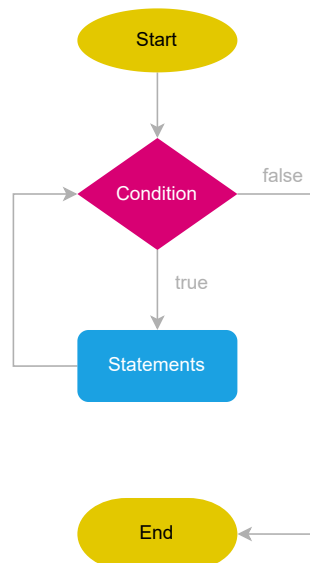 Start
Condition
false
true
Statements
End